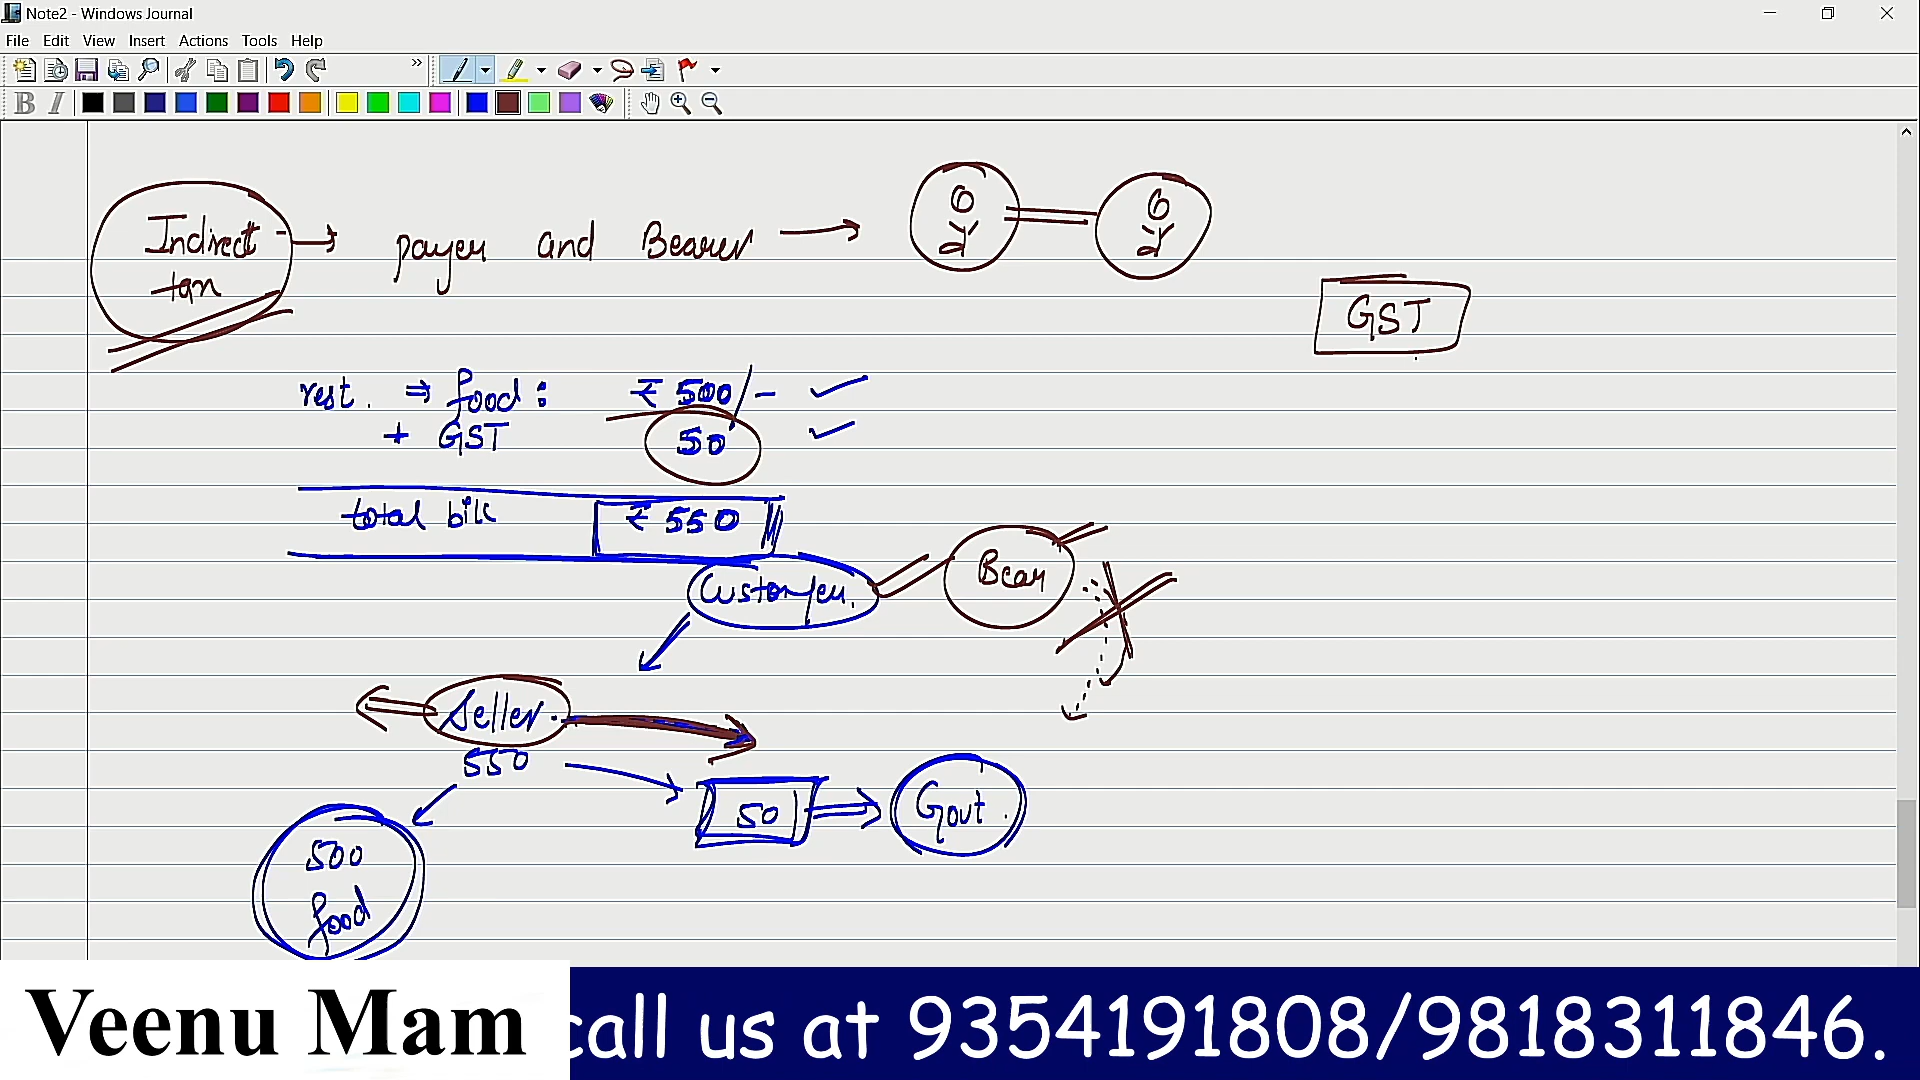 Note2 - Windows Journal
File Edit View Insert Actions Tools Help
B I
Indirect tax → payer and Bearer →
GST
rest. ⇒ food : ₹ 500/- ✓
+ GST 50 ✓
total bill ₹ 550
Customer. Bear
Seller.
550
50 ⇒ Govt.
500
food
Veenu Mam call us at 9354191808/9818311846.